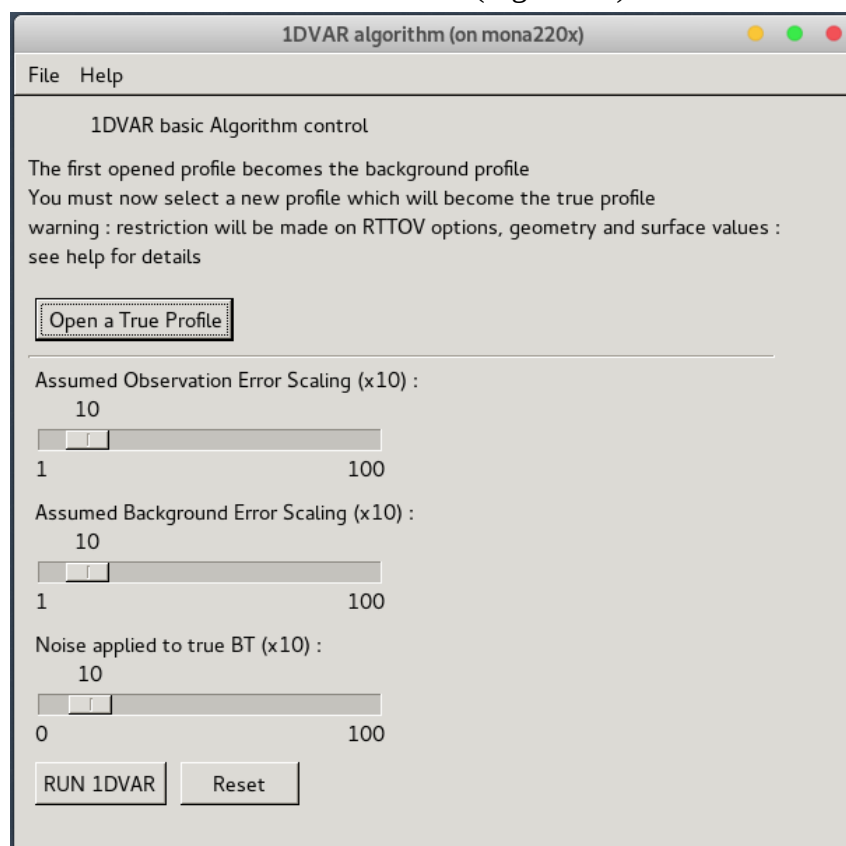 1DVAR algorithm (on mona220x)
File Help
1DVAR basic Algorithm control
The first opened profile becomes the background profile
You must now select a new profile which will become the true profile
warning : restriction will be made on RTTOV options, geometry and surface values :
see help for details
Open a True Profile
Assumed Observation Error Scaling (x10) :
10
1 100
Assumed Background Error Scaling (x10) :
10
1 100
Noise applied to true BT (x10) :
10
0 100
RUN 1DVAR Reset